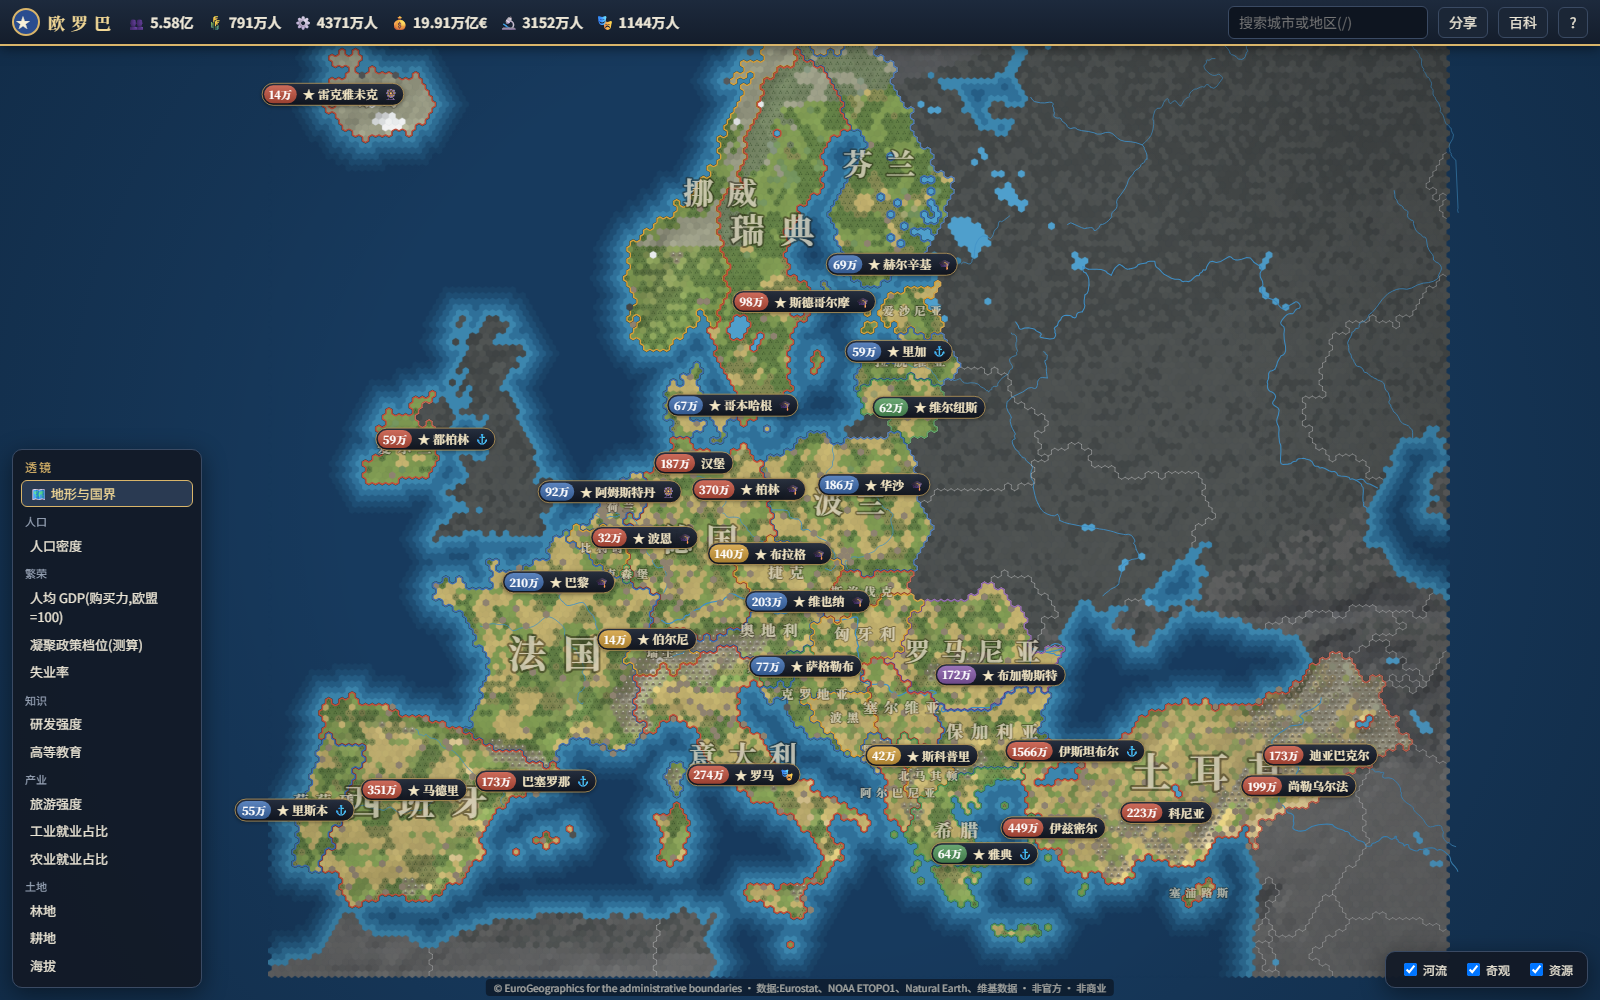 欧罗巴
5.58亿
791万人
4371万人
19.91万亿€
3152万人
1144万人
搜索城市或地区(/)
分享
百科
?
14万 ★ 雷克雅未克
芬兰
挪威
瑞典
69万 ★ 赫尔辛基
98万 ★ 斯德哥尔摩
爱沙尼亚
59万 ★ 里加
67万 ★ 哥本哈根
62万 ★ 维尔纽斯
59万 ★ 都柏林
187万 汉堡
92万 ★ 阿姆斯特丹
370万 ★ 柏林
186万 ★ 华沙
波兰
荷兰
32万 ★ 波恩
国
140万 ★ 布拉格
捷克
210万 ★ 巴黎
森堡
203万 ★ 维也纳
奥地利
匈牙利
法国
14万 ★ 伯尔尼
罗马尼亚
77万 ★ 萨格勒布
172万 ★ 布加勒斯特
克罗地亚
塞尔维亚
波黑
保加利亚
意大利
42万 ★ 斯科普里
1566万 伊斯坦布尔
173万 迪亚巴克尔
土耳
274万 ★ 罗马
北马其顿
173万 巴塞罗那
351万 ★ 马德里
199万 尚勒乌尔法
阿尔巴尼亚
西班牙
55万 ★ 里斯本
223万 科尼亚
希腊
449万 伊兹密尔
64万 ★ 雅典
塞浦路斯
透镜
地形与国界
人口
人口密度
繁荣
人均 GDP(购买力,欧盟
=100)
凝聚政策档位(测算)
失业率
知识
研发强度
高等教育
产业
旅游强度
工业就业占比
农业就业占比
土地
林地
耕地
海拔
河流
奇观
资源
© EuroGeographics for the administrative boundaries · 数据:Eurostat、NOAA ETOPO1、Natural Earth、维基数据 · 非官方 · 非商业